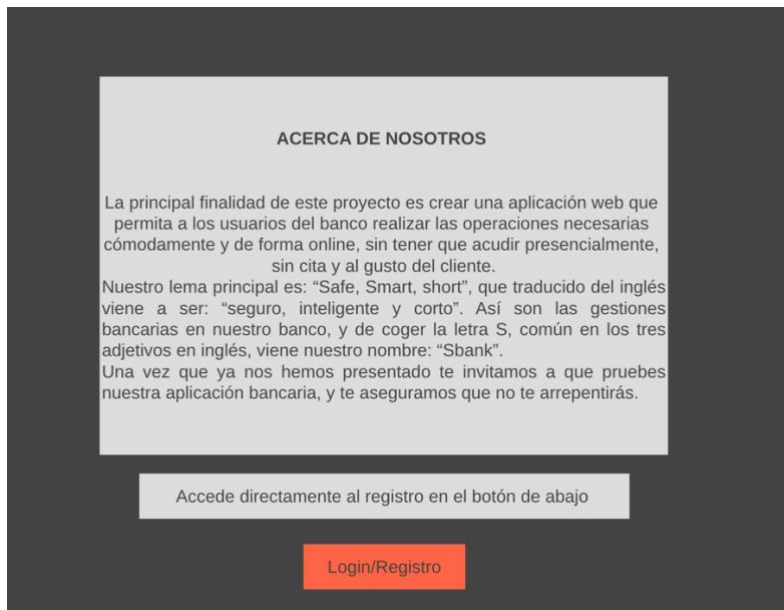 ACERCA DE NOSOTROS
La principal finalidad de este proyecto es crear una aplicación web que
permita a los usuarios del banco realizar las operaciones necesarias
cómodamente y de forma online, sin tener que acudir presencialmente,
sin cita y al gusto del cliente.
Nuestro lema principal es: “Safe, Smart, short”, que traducido del inglés
viene a ser: “seguro, inteligente y corto”. Así son las gestiones
bancarias en nuestro banco, y de coger la letra S, común en los tres
adjetivos en inglés, viene nuestro nombre: “Sbank”.
Una vez que ya nos hemos presentado te invitamos a que pruebes
nuestra aplicación bancaria, y te aseguramos que no te arrepentirás.
Accede directamente al registro en el botón de abajo
Login/Registro